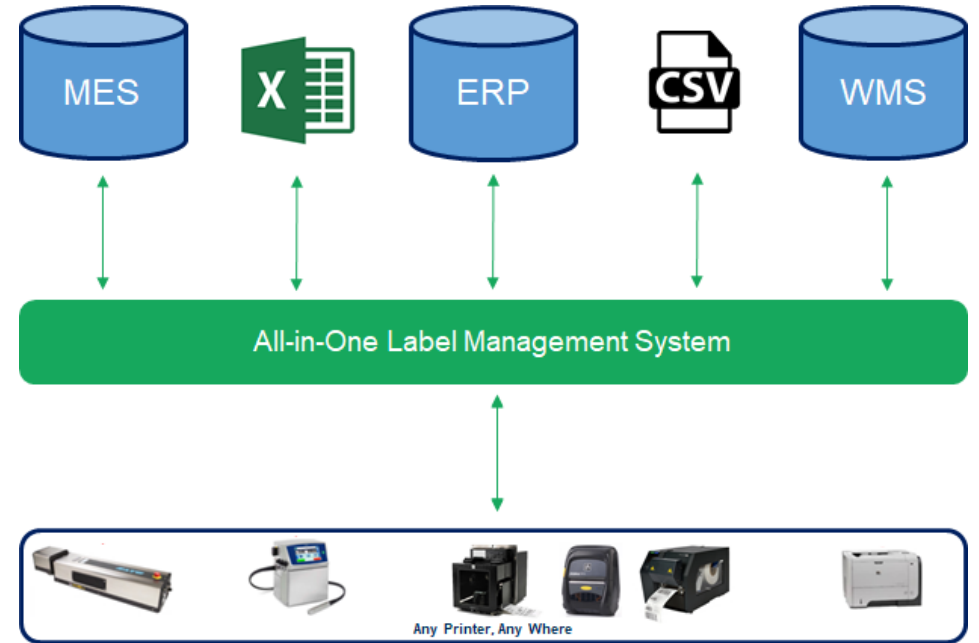 MES
X
ERP
CSV
WMS
All-in-One Label Management System
Any Printer, Any Where